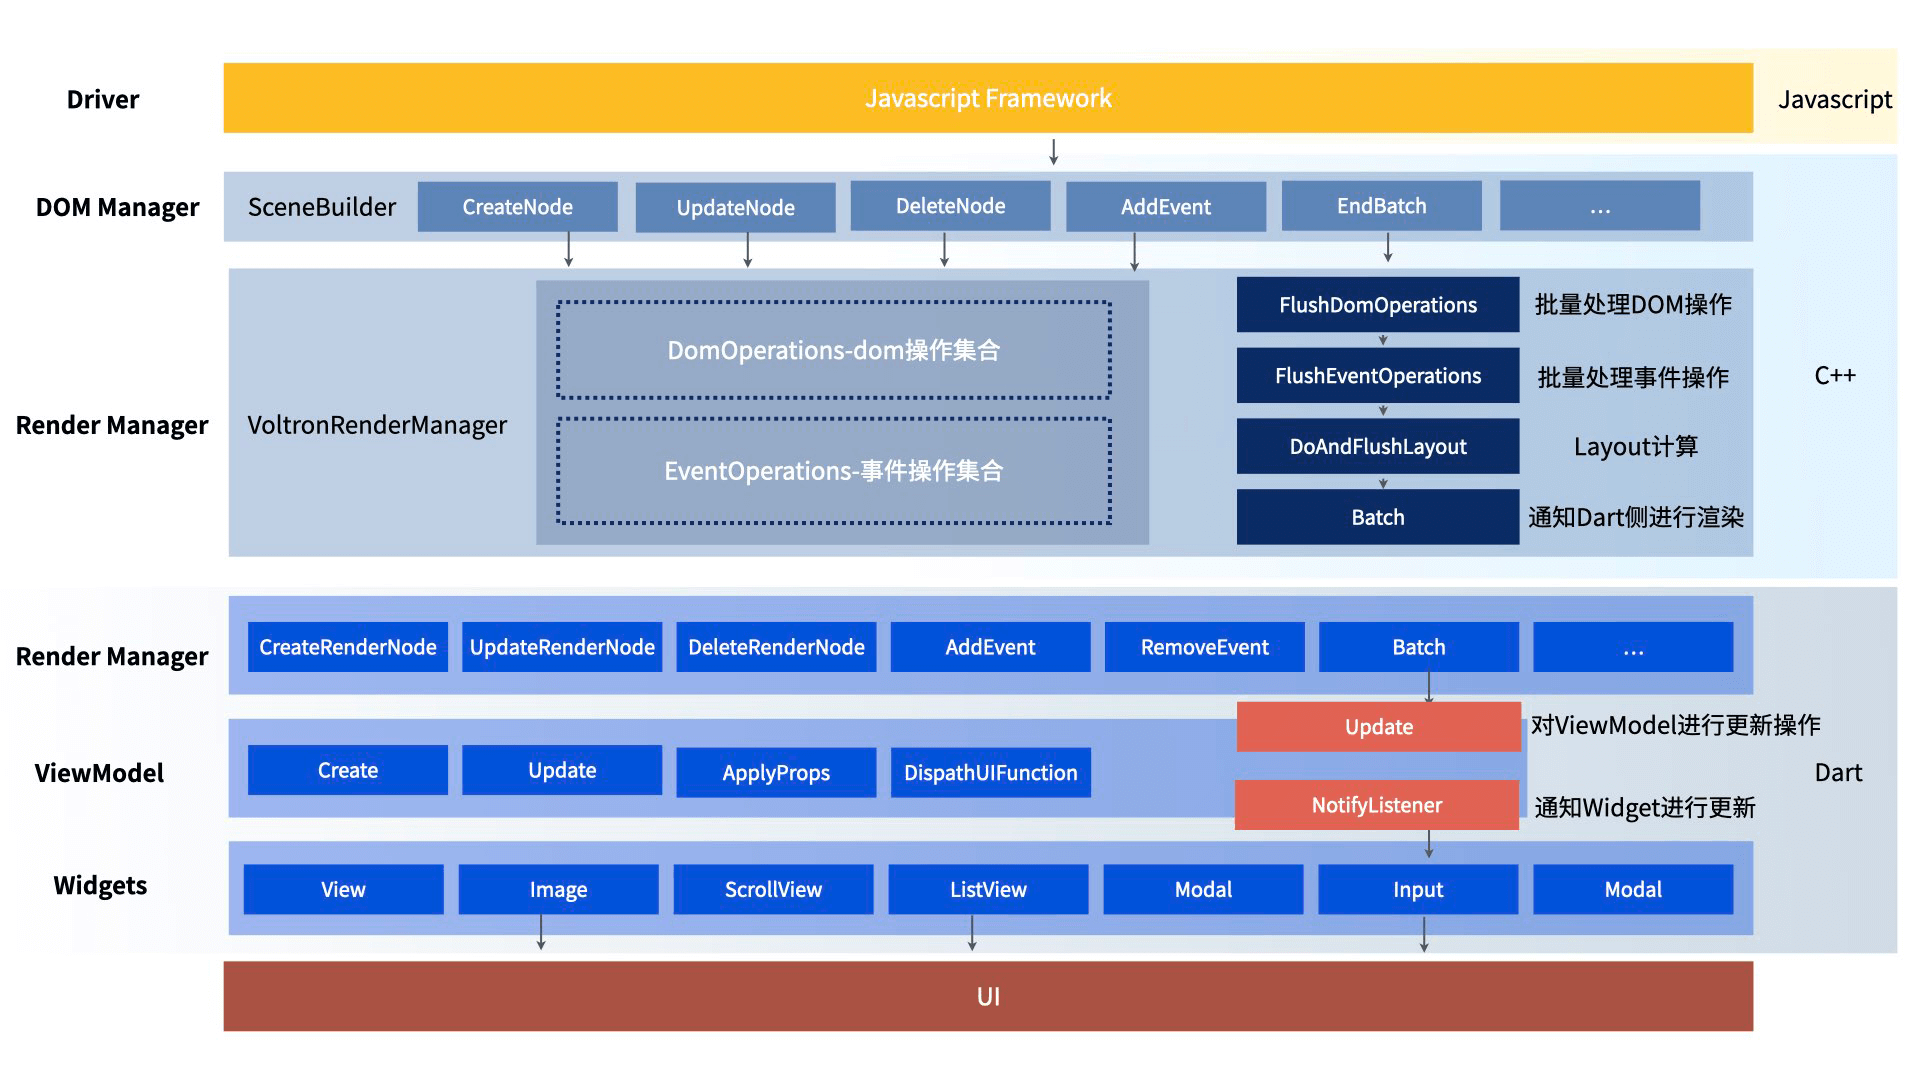 Driver
Javascript Framework
Javascript
DOM Manager
SceneBuilder
CreateNode
UpdateNode
DeleteNode
AddEvent
EndBatch
...
Render Manager
VoltronRenderManager
DomOperations-dom操作集合
EventOperations-事件操作集合
FlushDomOperations
批量处理DOM操作
FlushEventOperations
批量处理事件操作
DoAndFlushLayout
Layout计算
Batch
通知Dart侧进行渲染
C++
Render Manager
CreateRenderNode
UpdateRenderNode
DeleteRenderNode
AddEvent
RemoveEvent
Batch
...
ViewModel
Create
Update
ApplyProps
DispathUIFunction
Update
对ViewModel进行更新操作
NotifyListener
通知Widget进行更新
Dart
Widgets
View
Image
ScrollView
ListView
Modal
Input
Modal
UI